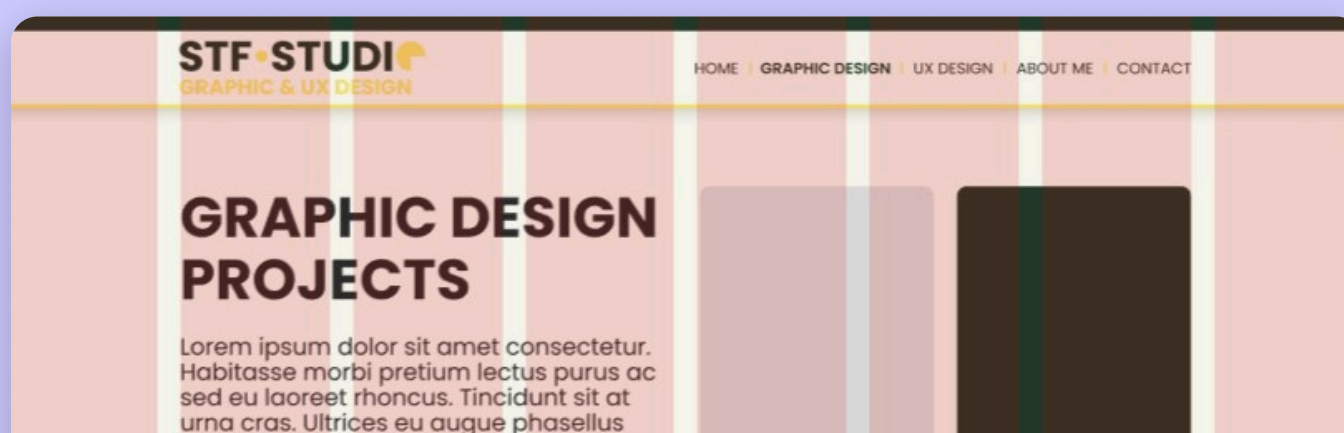 STF•STUDIO
GRAPHIC & UX DESIGN
HOME | GRAPHIC DESIGN | UX DESIGN | ABOUT ME | CONTACT
GRAPHIC DESIGN
PROJECTS
Lorem ipsum dolor sit amet consectetur.
Habitasse morbi pretium lectus purus ac
sed eu laoreet rhoncus. Tincidunt sit at
urna cras. Ultrices eu augue phasellus